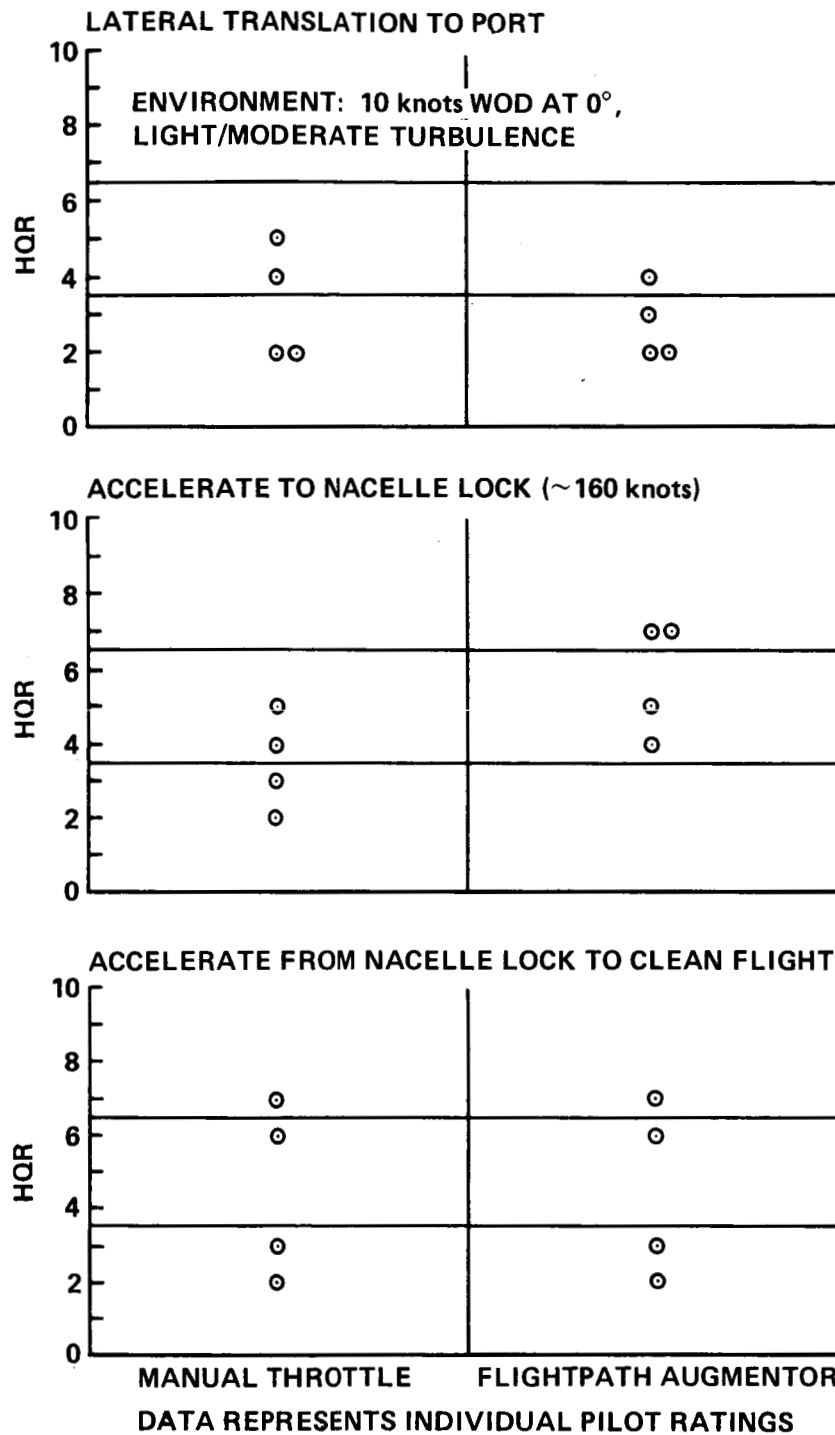 LATERAL TRANSLATION TO PORT
10
ENVIRONMENT: 10 knots WOD AT 0°,
LIGHT/MODERATE TURBULENCE
8
6
HQR
4
2
0
ACCELERATE TO NACELLE LOCK (~160 knots)
10
8
6
HQR
4
2
0
ACCELERATE FROM NACELLE LOCK TO CLEAN FLIGHT
10
8
6
HQR
4
2
0
MANUAL THROTTLE FLIGHTPATH AUGMENTOR
DATA REPRESENTS INDIVIDUAL PILOT RATINGS